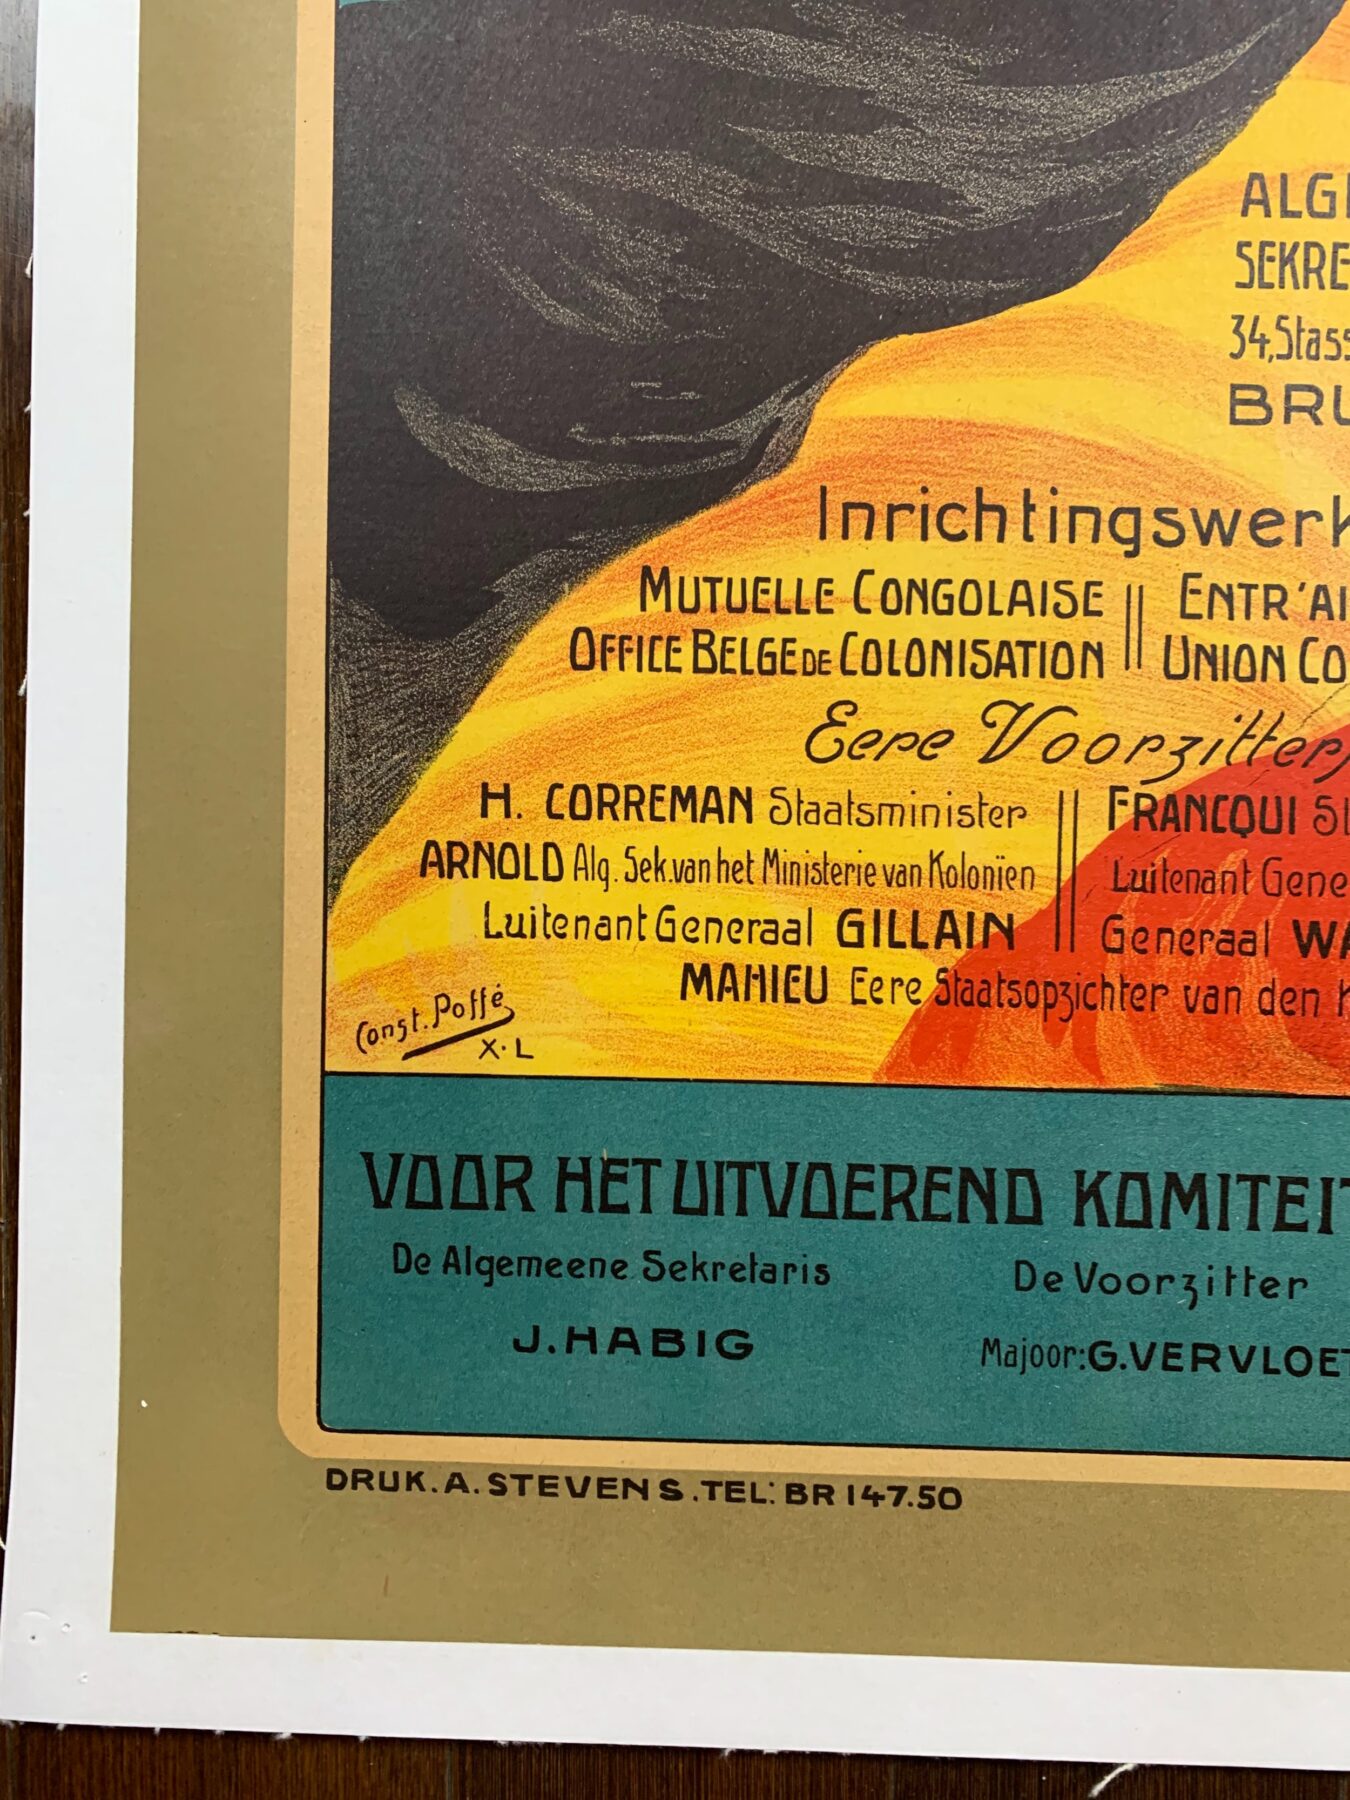 ALG
SEKRE
34, Stass
BRU
Inrichtingswerk
MUTUELLE CONGOLAISE ENTR'AI
OFFICE BELGE DE COLONISATION UNION CO
Eere Voorzitters
H. CORREMAN Staatsminister FRANCQUI St
ARNOLD Alg. Sek. van het Ministerie van Kolonïen Luitenant Gene
Luitenant Generaal GILLAIN Generaal WA
MAHIEU Eere Staatsopzichter van den K
Const. Poffé
X. L
VOOR HET UITVOEREND KOMITEIT
De Algemeene Sekretaris De Voorzitter
J. HABIG Majoor: G. VERVLOET
DRUK. A. STEVENS. TEL: BR 147.50